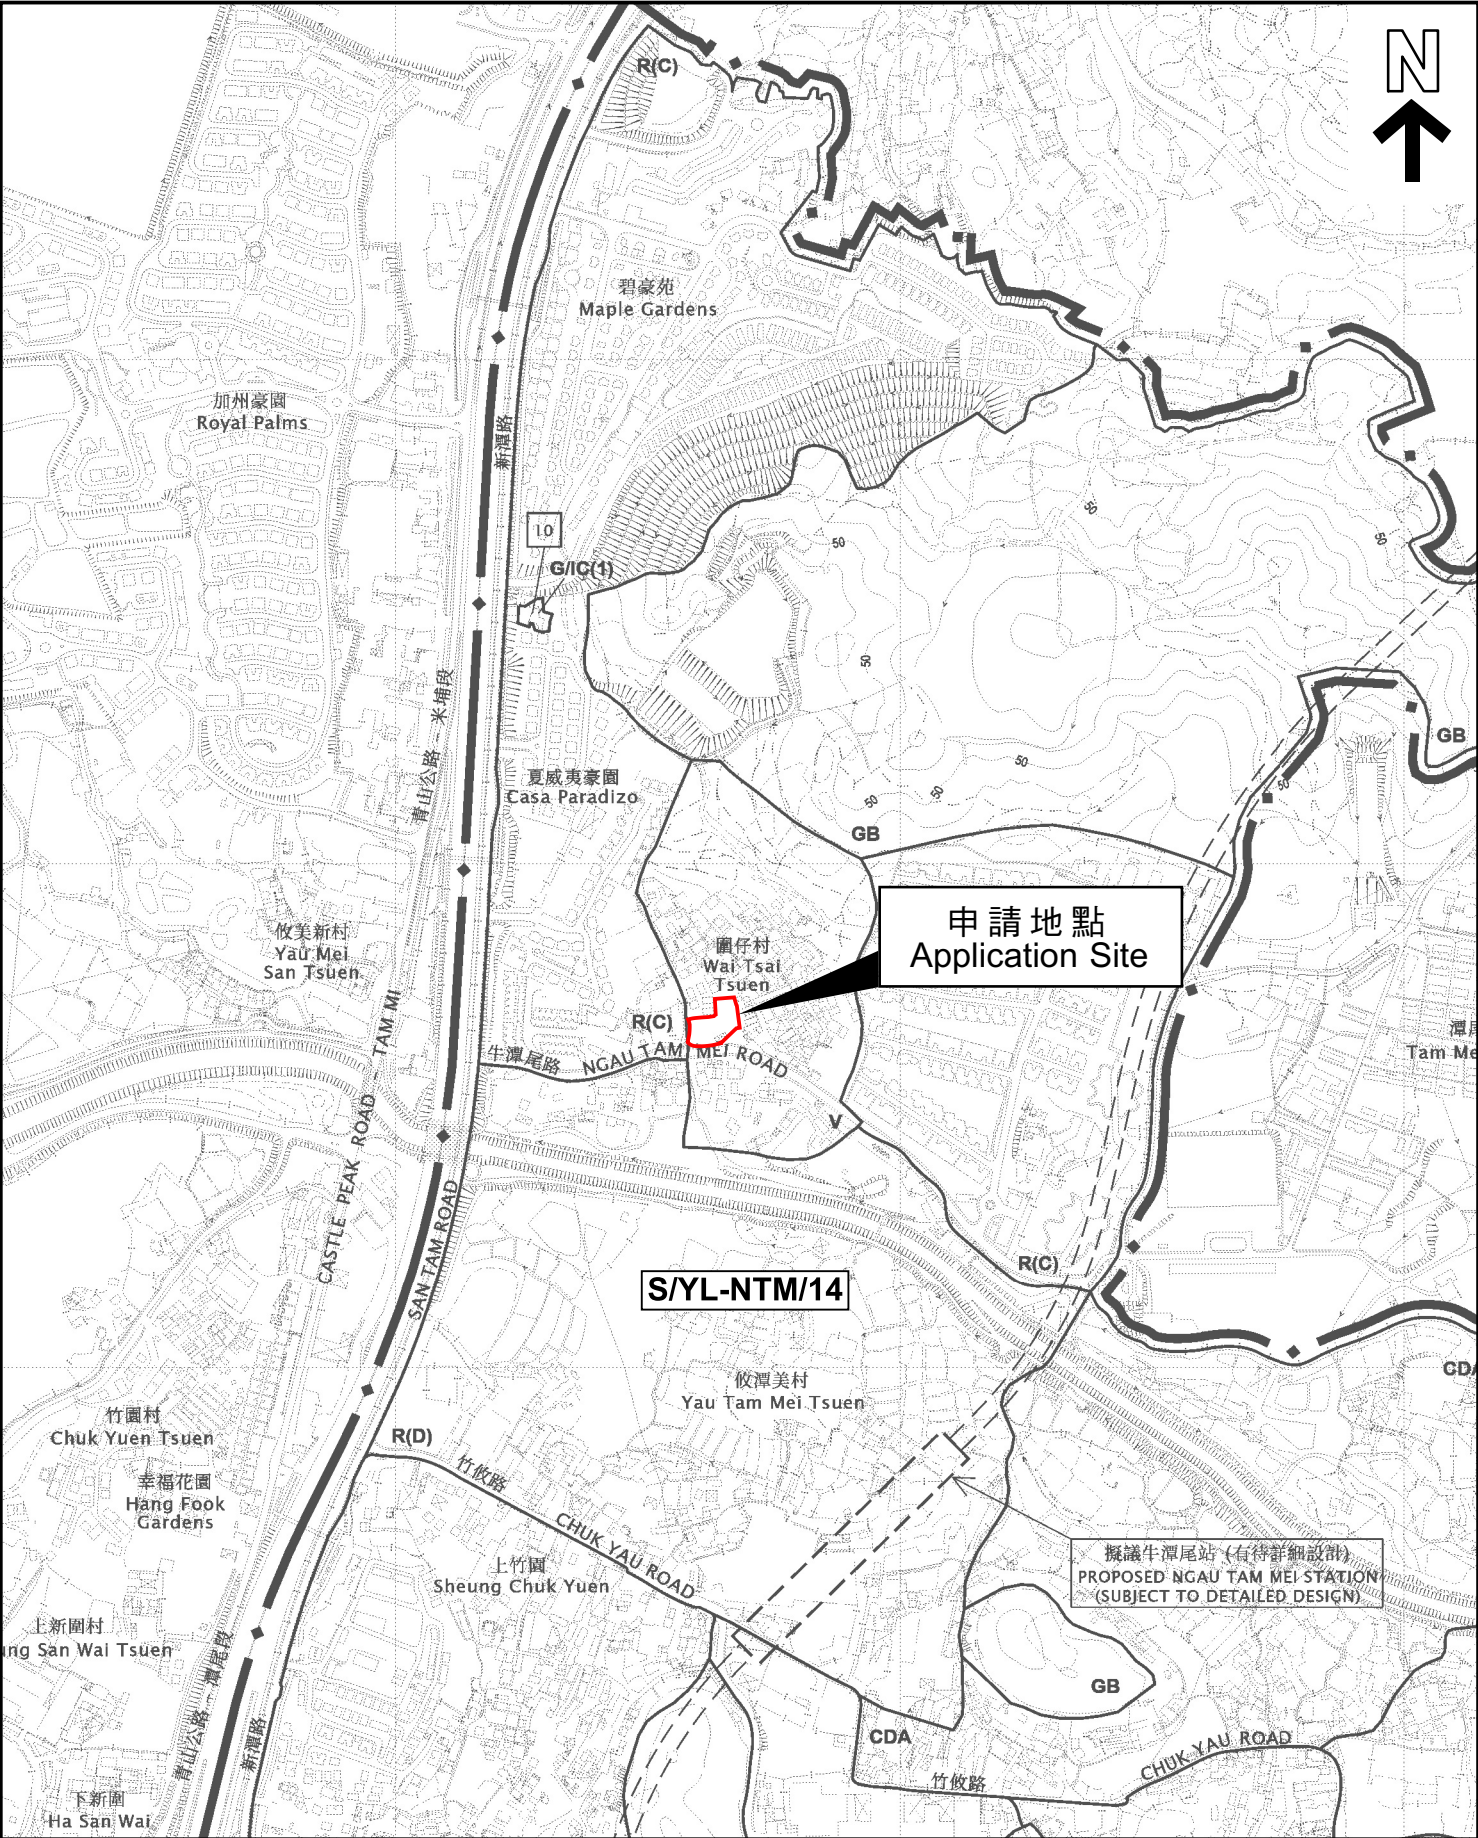 N
R(C)
碧豪苑
Maple Gardens
加州豪園
Royal Palms
新潭路
10
G/IC(1)
50
50
50
50
50
50
50
50
GB
青山公路 - 米埔段
夏威夷豪園
Casa Paradizo
GB
申請地點
Application Site
攸美新村
Yau Mei
San Tsuen
圍仔村
Wai Tsai
Tsuen
R(C)
牛潭尾路 NGAU TAM MEI ROAD
Tam Me
V
CASTLE PEAK ROAD - TAM MI
SAN TAM ROAD
R(C)
S/YL-NTM/14
攸潭美村
Yau Tam Mei Tsuen
竹園村
Chuk Yuen Tsuen
R(D)
竹攸路 CHUK YAU ROAD
幸福花園
Hang Fook
Gardens
上竹園
Sheung Chuk Yuen
擬議牛潭尾站 (有待詳細設計)
PROPOSED NGAU TAM MEI STATION
(SUBJECT TO DETAILED DESIGN)
上新圍村
ung San Wai Tsuen
青山公路 - 潭尾段
新潭路
GB
CDA
竹攸路 CHUK YAU ROAD
下新圍
Ha San Wai